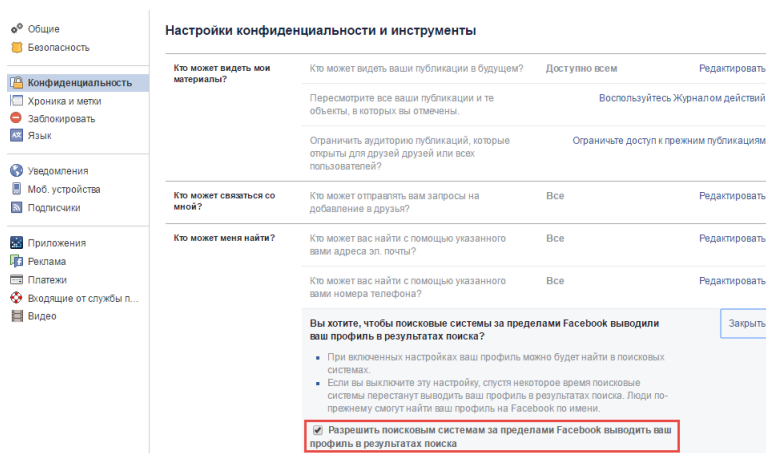 Общие
Безопасность
Конфиденциальность
Хроника и метки
Заблокировать
Язык
Уведомления
Моб. устройства
Подписчики
Приложения
Реклама
Платежи
Входящие от службы п...
Видео
Настройки конфиденциальности и инструменты
Кто может видеть мои
материалы?
Кто может видеть ваши публикации в будущем? Доступно всем Редактировать
Пересмотрите все ваши публикации и те
объекты, в которых вы отмечены.
Воспользуйтесь Журналом действий
Ограничить аудиторию публикаций, которые
открыты для друзей друзей или всех
пользователей?
Ограничьте доступ к прежним публикациям
Кто может связаться со
мной?
Кто может отправлять вам запросы на
добавление в друзья?
Все Редактировать
Кто может меня найти?
Кто может вас найти с помощью указанного
вами адреса эл. почты?
Все Редактировать
Кто может вас найти с помощью указанного
вами номера телефона?
Все Редактировать
Вы хотите, чтобы поисковые системы за пределами Facebook выводили
ваш профиль в результатах поиска?
Закрыть
При включенных настройках ваш профиль можно будет найти в поисковых
системах.
Если вы выключите эту настройку, спустя некоторое время поисковые
системы перестанут выводить ваш профиль в результатах поиска. Люди по-
прежнему смогут найти ваш профиль на Facebook по имени.
Разрешить поисковым системам за пределами Facebook выводить ваш
профиль в результатах поиска